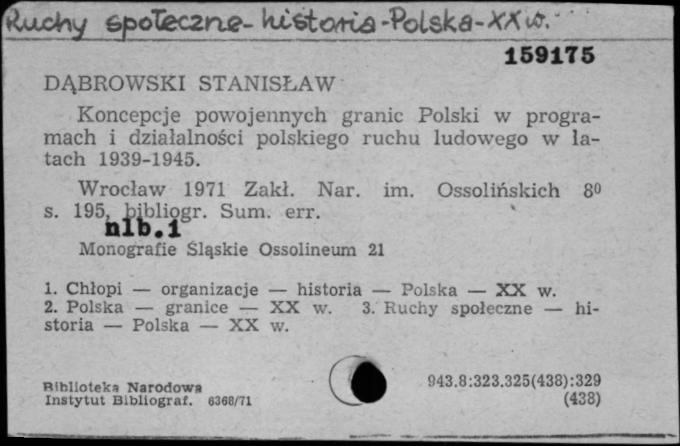 Ruchy społeczne-historia-Polska-XX w.
159175
DĄBROWSKI STANISŁAW
Koncepcje powojennych granic Polski w progra-
mach i działalności polskiego ruchu ludowego w la-
tach 1939-1945.
Wrocław 1971 Zakł. Nar. im. Ossolińskich 8⁰
s. 195, bibliogr. Sum. err.
nlb.1
Monografie Śląskie Ossolineum 21
1. Chłopi — organizacje — historia — Polska — XX w.
2. Polska — granice — XX w. 3. Ruchy społeczne — hi-
storia — Polska — XX w.
Biblioteka Narodowa
Instytut Bibliograf. 6368/71
943.8:323.325(438):329
(438)